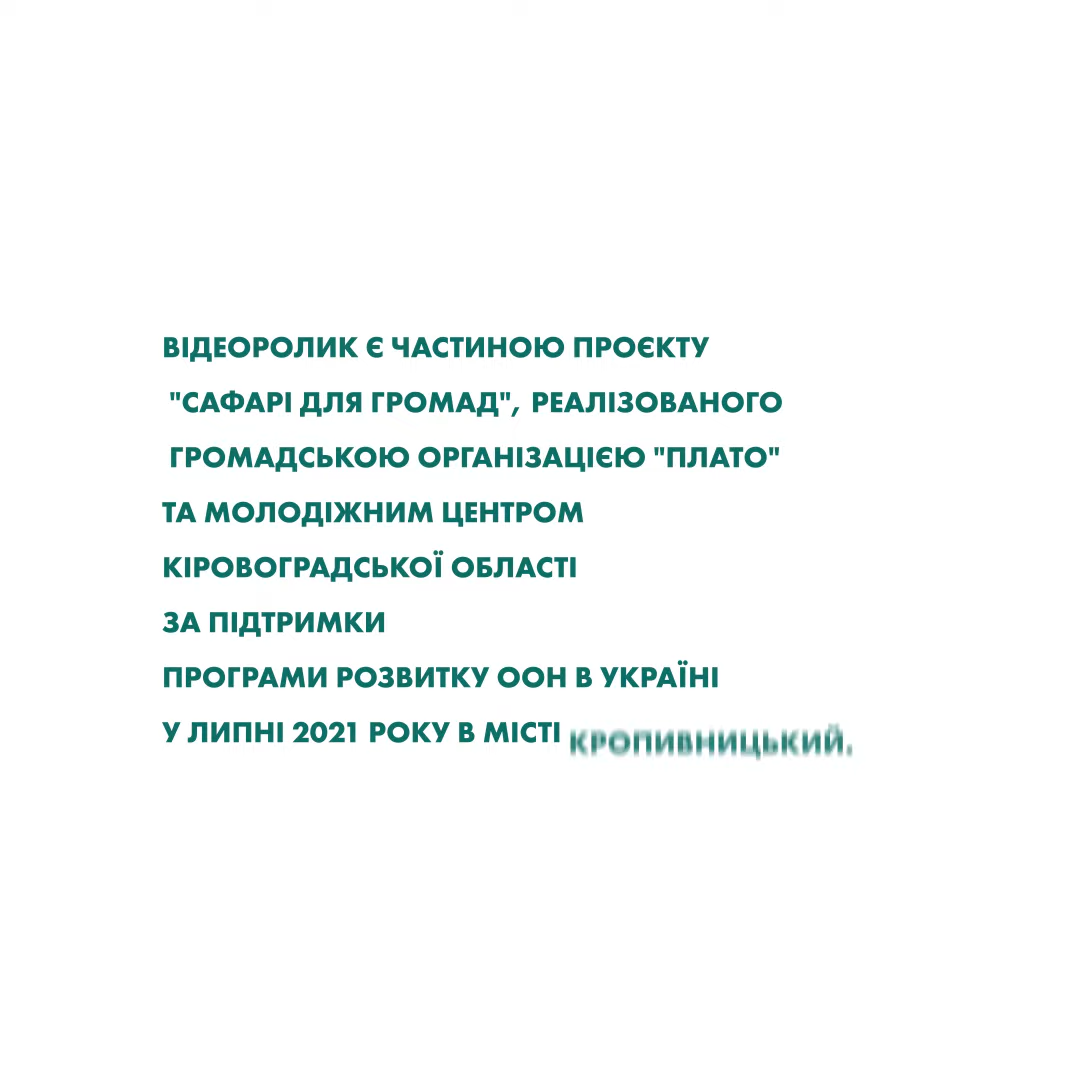 ВІДЕОРОЛИК Є ЧАСТИНОЮ ПРОЄКТУ
"САФАРІ ДЛЯ ГРОМАД", РЕАЛІЗОВАНОГО
ГРОМАДСЬКОЮ ОРГАНІЗАЦІЄЮ "ПЛАТО"
ТА МОЛОДІЖНИМ ЦЕНТРОМ
КІРОВОГРАДСЬКОЇ ОБЛАСТІ
ЗА ПІДТРИМКИ
ПРОГРАМИ РОЗВИТКУ ООН В УКРАЇНІ
У ЛИПНІ 2021 РОКУ В МІСТІ КРОПИВНИЦЬКИЙ.